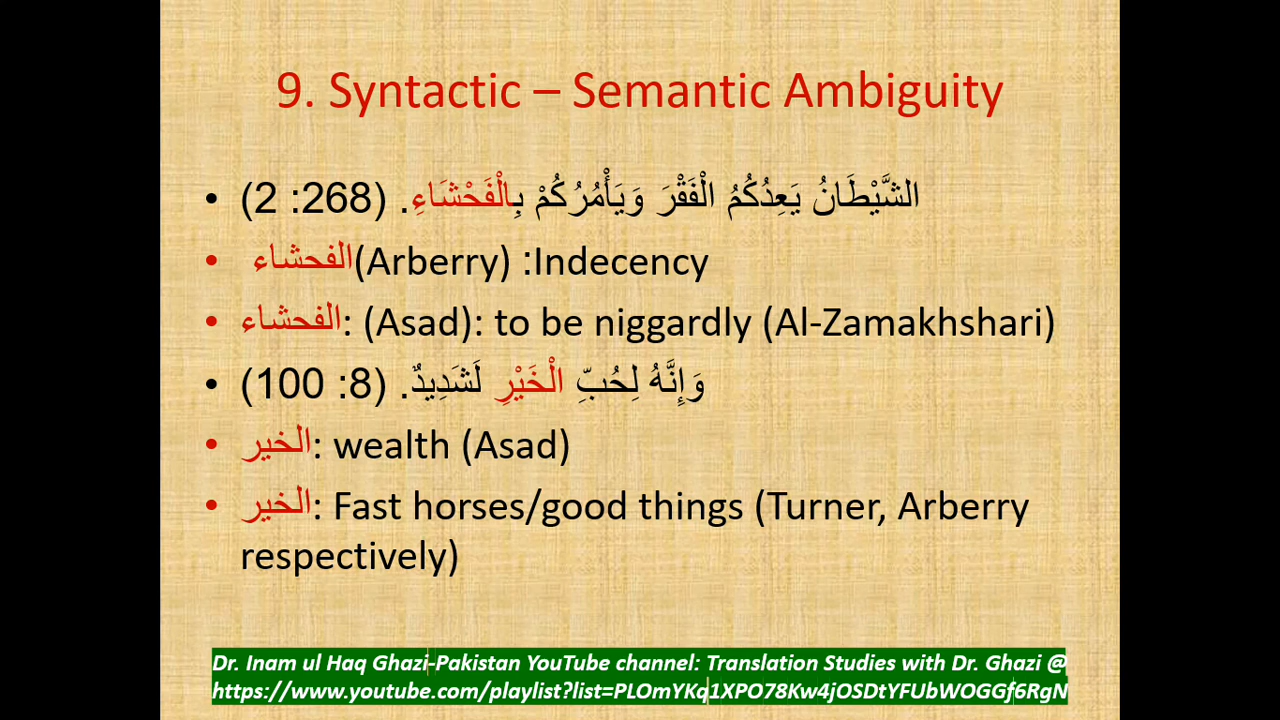 9. Syntactic – Semantic Ambiguity
• الشَّيْطَانُ يَعِدُكُمُ الْفَقْرَ وَيَأْمُرُكُمْ بِالْفَحْشَاءِ. (2 :268)
• الفحشاء(Arberry) :Indecency
• الفحشاء: (Asad): to be niggardly (Al-Zamakhshari)
• وَإِنَّهُ لِحُبِّ الْخَيْرِ لَشَدِيدٌ. (100 :8)
• الخير: wealth (Asad)
• الخير: Fast horses/good things (Turner, Arberry
respectively)
Dr. Inam ul Haq Ghazi-Pakistan YouTube channel: Translation Studies with Dr. Ghazi @
https://www.youtube.com/playlist?list=PLOmYKq1XPO78Kw4jOSDtYFUbWOGGf6RgN